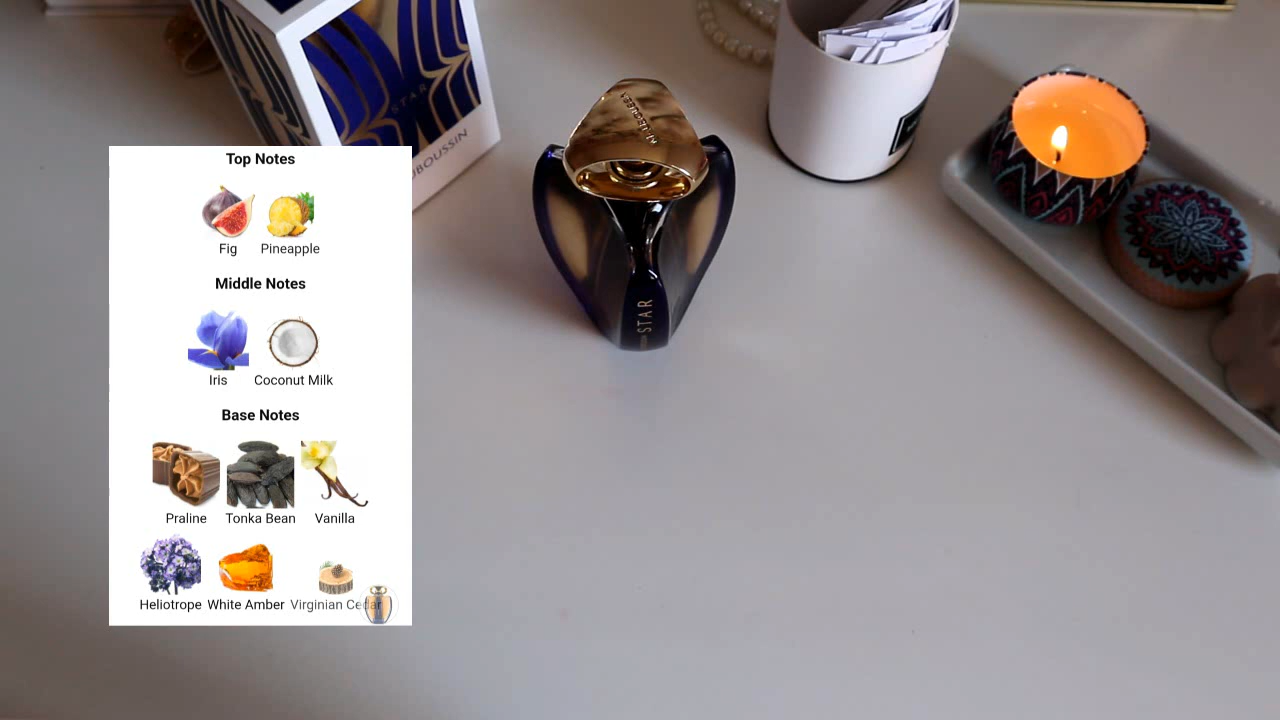 Top Notes
Fig Pineapple
Middle Notes
Iris Coconut Milk
Base Notes
Praline Tonka Bean Vanilla
Heliotrope White Amber Virginian Cedar
STAR
UBOUSSIN
STAR